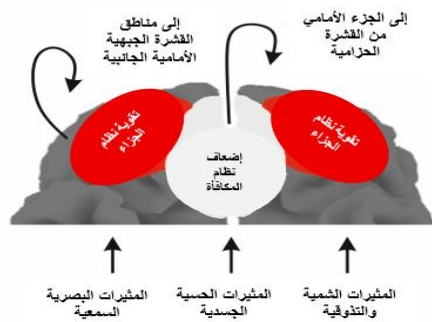 إلى الجزء الأمامي
من القشرة
الحزامية
إلى مناطق
القشرة الجبهية
الأمامية الجانبية
تقوية نظام
الجزاء
إضعاف
نظام
المكافأة
تقوية نظام
الجزاء
المثيرات الشمية
والتذوقية
المثيرات الحسية
الجسدية
المثيرات البصرية
السمعية